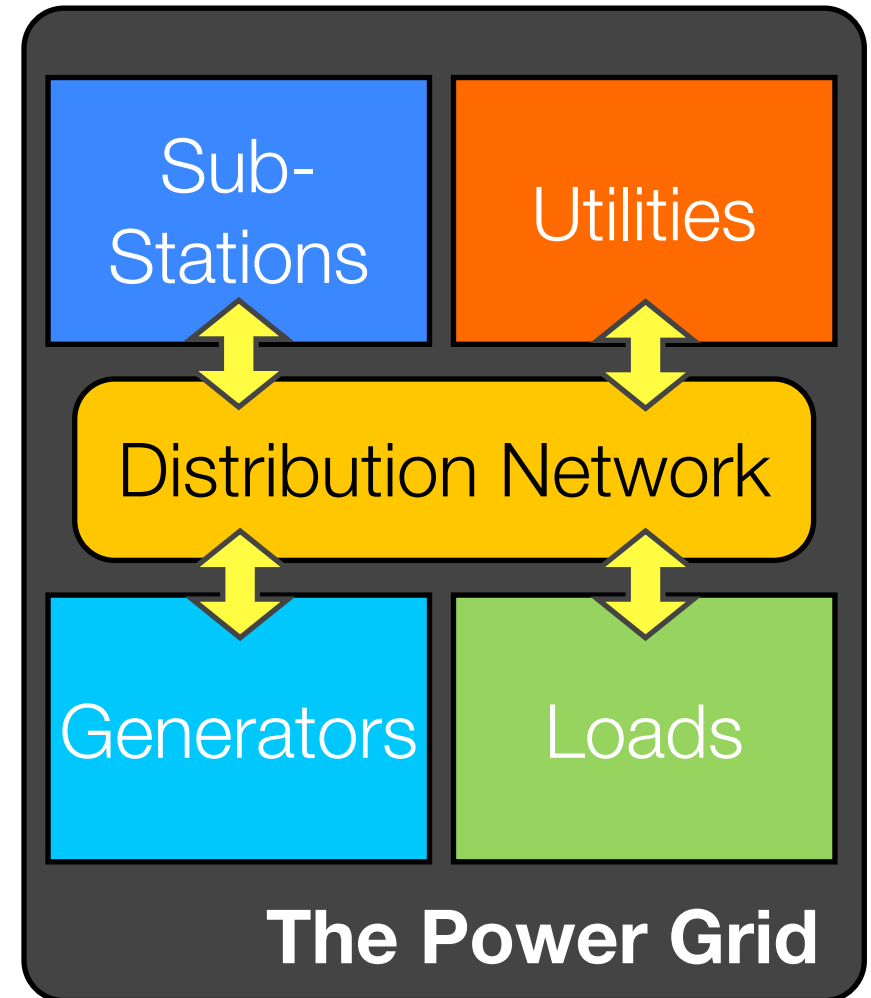 Sub-
Stations
Utilities
Distribution Network
Generators
Loads
The Power Grid